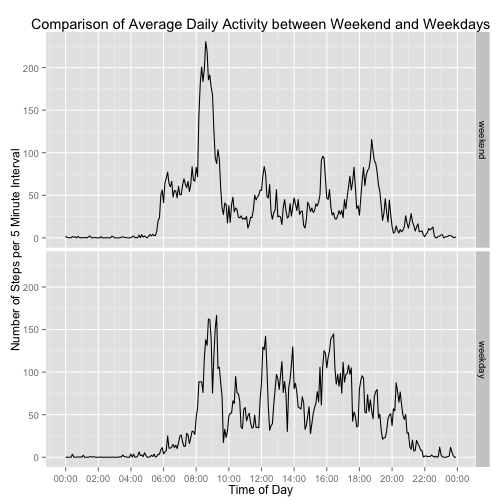 Comparison of Average Daily Activity between Weekend and Weekdays
Number of Steps per 5 Minute Interval
200
150
100
50
0
weekend
200
150
100
50
0
weekday
00:00 02:00 04:00 06:00 08:00 10:00 12:00 14:00 16:00 18:00 20:00 22:00 00:00
Time of Day